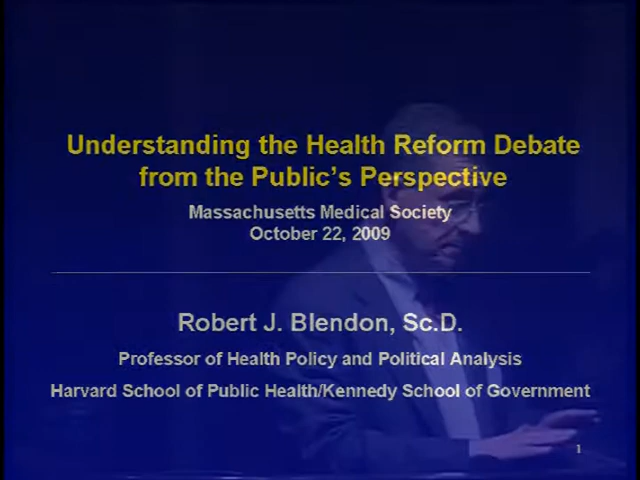 Understanding the Health Reform Debate
from the Public's Perspective
Massachusetts Medical Society
October 22, 2009
Robert J. Blendon, Sc.D.
Professor of Health Policy and Political Analysis
Harvard School of Public Health/Kennedy School of Government
1